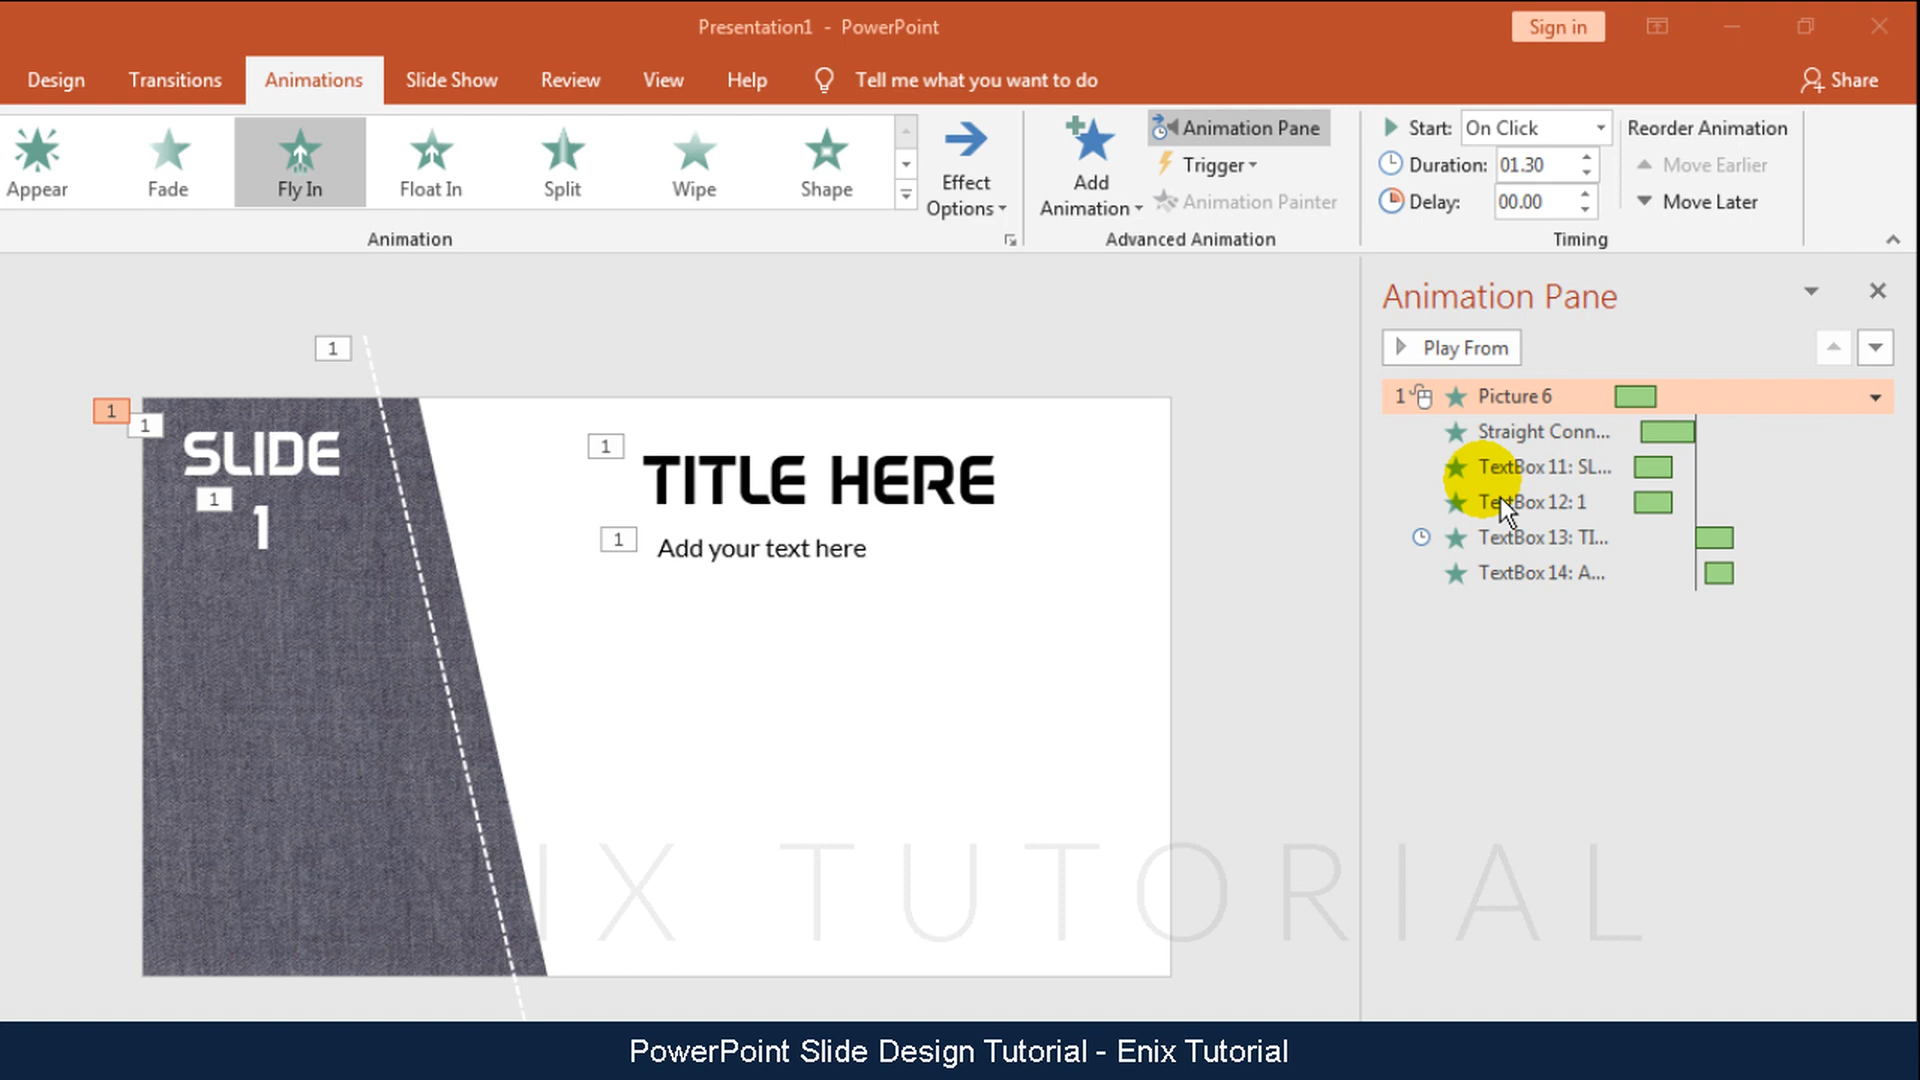 Presentation1 - PowerPoint
Sign in
Design Transitions Animations Slide Show Review View Help Tell me what you want to do
Share
Appear Fade Fly In Float In Split Wipe Shape
Effect Options
Add Animation
Animation Pane
Trigger
Animation Painter
Start: On Click
Duration: 01.30
Delay: 00.00
Reorder Animation
Move Earlier
Move Later
Animation
Advanced Animation
Timing
Animation Pane
Play From
1 Picture 6
Straight Conn...
TextBox 11: SL...
TextBox 12: 1
TextBox 13: TI...
TextBox 14: A...
1
1
1
SLIDE
1
1
1
TITLE HERE
1
Add your text here
NIX TUTORIAL
PowerPoint Slide Design Tutorial - Enix Tutorial